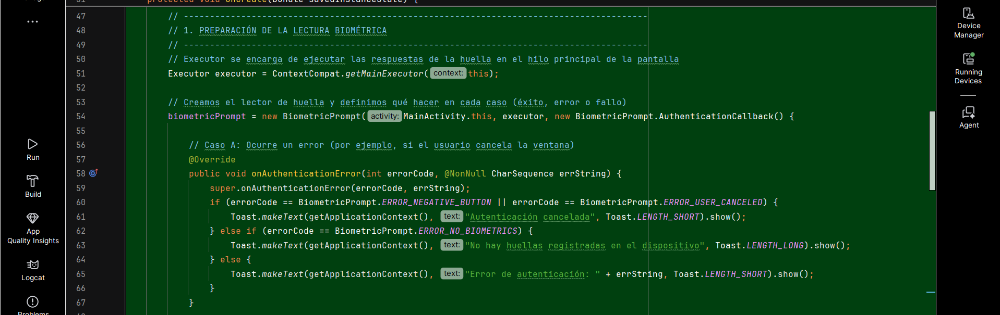 protected void onCreate(Bundle savedInstanceState) {
47 // -----------------------------------------------------------------------------------------
48 // 1. PREPARACIÓN DE LA LECTURA BIOMÉTRICA
49 // -----------------------------------------------------------------------------------------
50 // Executor se encarga de ejecutar las respuestas de la huella en el hilo principal de la pantalla
51 Executor executor = ContextCompat.getMainExecutor( context: this);
52
53 // Creamos el lector de huella y definimos qué hacer en cada caso (éxito, error o fallo)
54 biometricPrompt = new BiometricPrompt( activity: MainActivity.this, executor, new BiometricPrompt.AuthenticationCallback() {
55
56 // Caso A: Ocurre un error (por ejemplo, si el usuario cancela la ventana)
57 @Override
58 public void onAuthenticationError(int errorCode, @NonNull CharSequence errString) {
59 super.onAuthenticationError(errorCode, errString);
60 if (errorCode == BiometricPrompt.ERROR_NEGATIVE_BUTTON || errorCode == BiometricPrompt.ERROR_USER_CANCELED) {
61 Toast.makeText(getApplicationContext(), text: "Autenticación cancelada", Toast.LENGTH_SHORT).show();
62 } else if (errorCode == BiometricPrompt.ERROR_NO_BIOMETRICS) {
63 Toast.makeText(getApplicationContext(), text: "No hay huellas registradas en el dispositivo", Toast.LENGTH_LONG).show();
64 } else {
65 Toast.makeText(getApplicationContext(), text: "Error de autenticación: " + errString, Toast.LENGTH_SHORT).show();
66 }
67 }
Run
Build
App
Quality Insights
Logcat
Problems
Device
Manager
Running
Devices
Agent